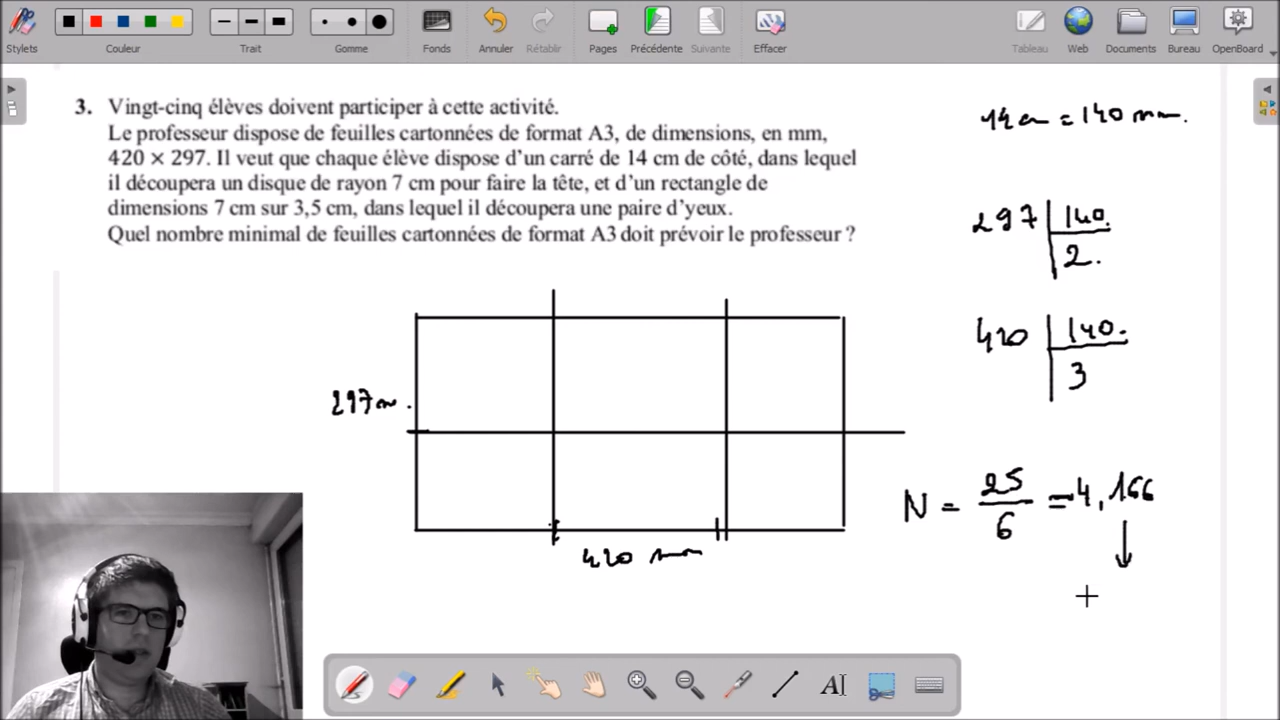 Stylets
Couleur
Trait
Gomme
Fonds
Annuler
Rétablir
Pages
Précédente
Suivante
Effacer
Tableau
Web
Documents
Bureau
OpenBoard
3. Vingt-cinq élèves doivent participer à cette activité.
Le professeur dispose de feuilles cartonnées de format A3, de dimensions, en mm,
420 × 297. Il veut que chaque élève dispose d'un carré de 14 cm de côté, dans lequel
il découpera un disque de rayon 7 cm pour faire la tête, et d'un rectangle de
dimensions 7 cm sur 3,5 cm, dans lequel il découpera une paire d'yeux.
Quel nombre minimal de feuilles cartonnées de format A3 doit prévoir le professeur ?
14 cm = 140 mm.
297 | 140.
2.
420 | 140.
3
297 m.
420 mm
N = 25/6 = 4,166
AI